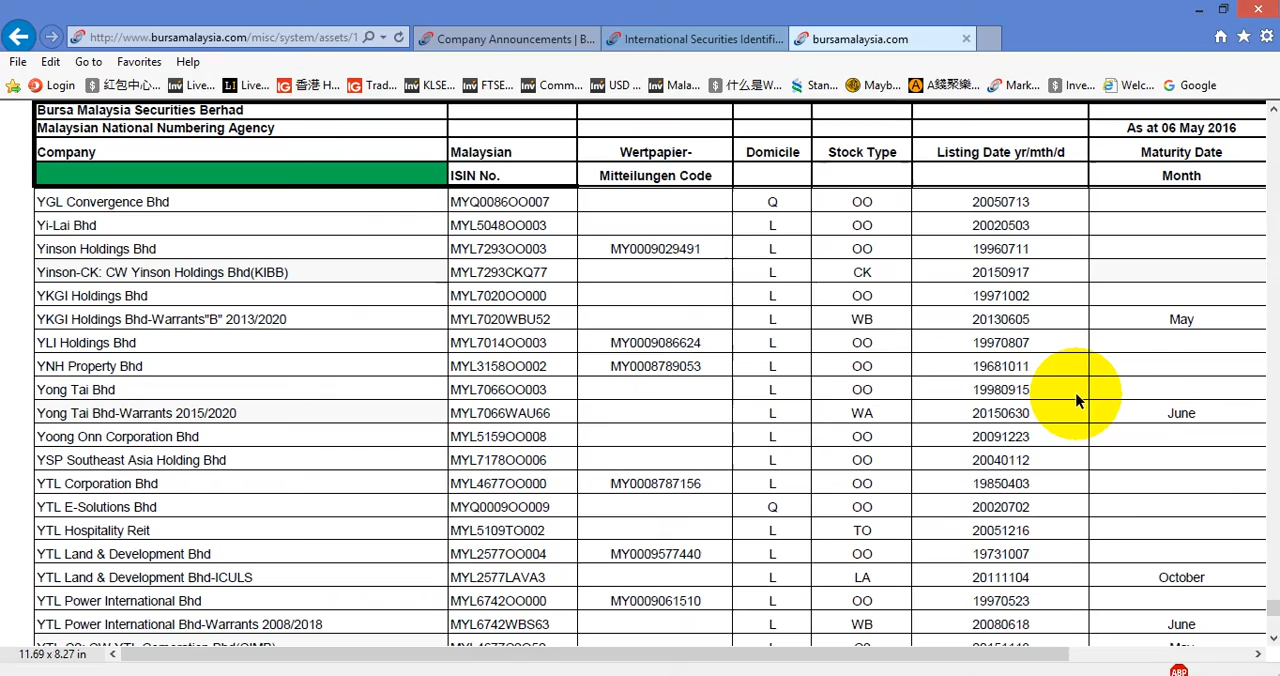 http://www.bursamalaysia.com/misc/system/assets/1
Company Announcements | B...
International Securities Identifi...
bursamalaysia.com
File Edit Go to Favorites Help
Login 红包中心... Live... Live... 香港 H... Trad... KLSE... FTSE... Comm... USD ... Mala... 什么是W... Stan... Mayb... A錢聚樂... Mark... Inve... Welc... Google
Bursa Malaysia Securities Berhad
Malaysian National Numbering Agency As at 06 May 2016
Company Malaysian Wertpapier- Domicile Stock Type Listing Date yr/mth/d Maturity Date
ISIN No. Mitteilungen Code Month
YGL Convergence Bhd MYQ0086OO007 Q OO 20050713
Yi-Lai Bhd MYL5048OO003 L OO 20020503
Yinson Holdings Bhd MYL7293OO003 MY0009029491 L OO 19960711
Yinson-CK: CW Yinson Holdings Bhd(KIBB) MYL7293CKQ77 L CK 20150917
YKGI Holdings Bhd MYL7020OO000 L OO 19971002
YKGI Holdings Bhd-Warrants"B" 2013/2020 MYL7020WBU52 L WB 20130605 May
YLI Holdings Bhd MYL7014OO003 MY0009086624 L OO 19970807
YNH Property Bhd MYL3158OO002 MY0008789053 L OO 19681011
Yong Tai Bhd MYL7066OO003 L OO 19980915
Yong Tai Bhd-Warrants 2015/2020 MYL7066WAU66 L WA 20150630 June
Yoong Onn Corporation Bhd MYL5159OO008 L OO 20091223
YSP Southeast Asia Holding Bhd MYL7178OO006 L OO 20040112
YTL Corporation Bhd MYL4677OO000 MY0008787156 L OO 19850403
YTL E-Solutions Bhd MYQ0009OO009 Q OO 20020702
YTL Hospitality Reit MYL5109TO002 L TO 20051216
YTL Land & Development Bhd MYL2577OO004 MY0009577440 L OO 19731007
YTL Land & Development Bhd-ICULS MYL2577LAVA3 L LA 20111104 October
YTL Power International Bhd MYL6742OO000 MY0009061510 L OO 19970523
YTL Power International Bhd-Warrants 2008/2018 MYL6742WBS63 L WB 20080618 June
11.69 x 8.27 in
ABP